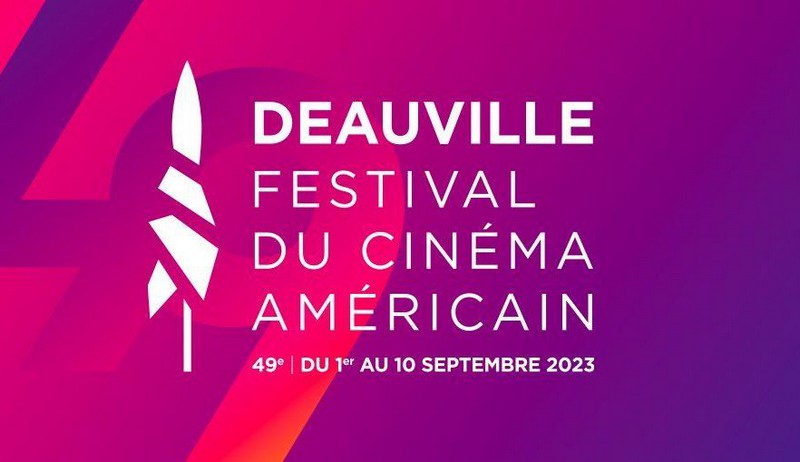 DEAUVILLE
FESTIVAL
DU CINÉMA
AMÉRICAIN
49e | DU 1er AU 10 SEPTEMBRE 2023